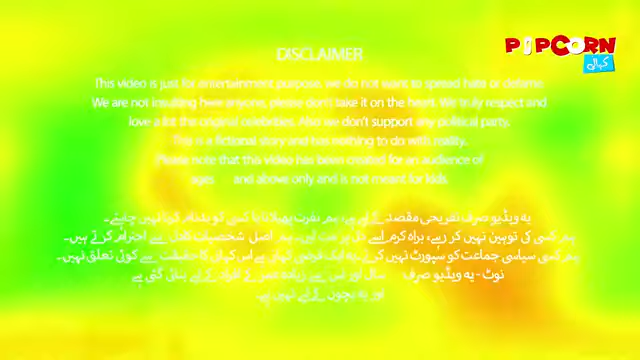 POPCORN
کہانی
DISCLAIMER
This video is just for entertainment purpose, we do not want to spread hate or defame
We are not insulting here anyone, please don't take it on the heart. We truly respect and
love a lot the original celebrities. Also we don't support any political party.
This is a fictional story and has nothing to do with reality.
Please note that this video has been created for an audience of
ages and above only and is not meant for kids.
یہ ویڈیو صرف تفریحی مقصد کے لیے ہے، ہم نفرت پھیلانا یا کسی کو بدنام کرنا نہیں چاہتے۔
ہم کسی کی توہین نہیں کر رہے، براہ کرم اسے دل پر مت لیں۔ ہم اصل شخصیات کا دل سے احترام کرتے ہیں۔
ہم کسی سیاسی جماعت کو سپورٹ نہیں کرتے۔ یہ ایک فرضی کہانی ہے اس کہانی کا حقیقت سے کوئی تعلق نہیں۔
نوٹ - یہ ویڈیو صرف سال اور اس سے زیادہ عمر کے افراد کے لیے بنائی گئی ہے
اور یہ بچوں کے لیے نہیں ہے۔